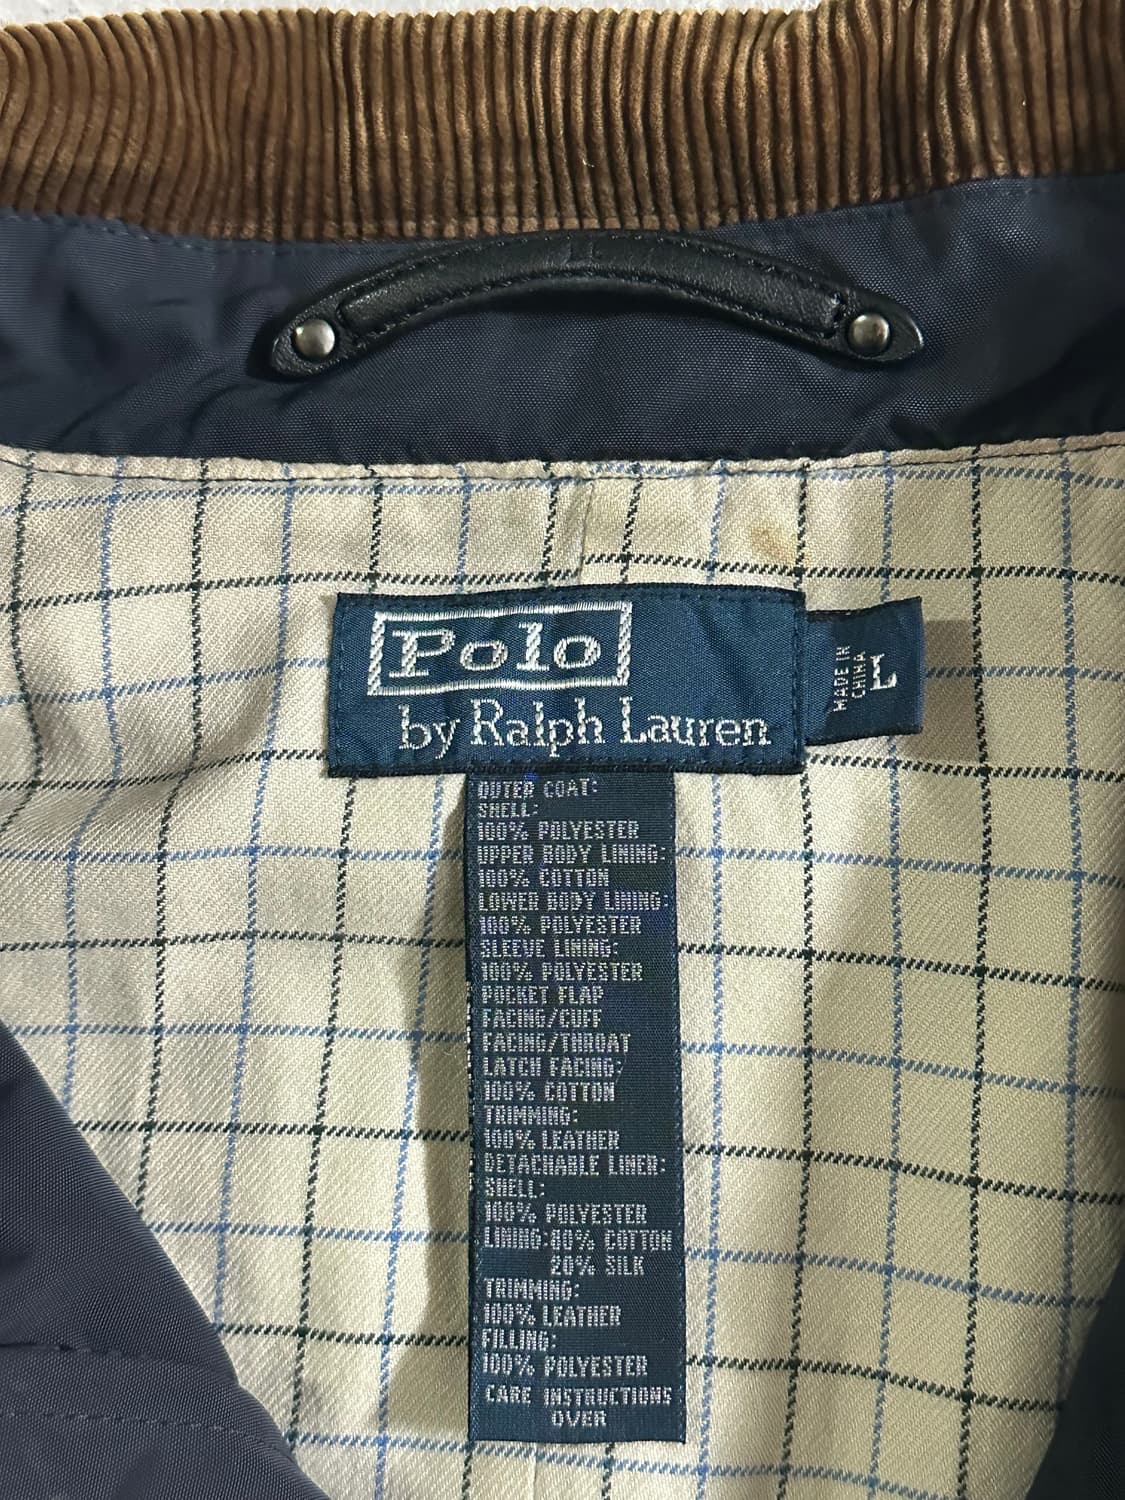 Polo
by Ralph Lauren
MADE IN
CHINA
L
OUTER COAT:
SHELL:
100% POLYESTER
UPPER BODY LINING:
100% COTTON
LOWER BODY LINING:
100% POLYESTER
SLEEVE LINING:
100% POLYESTER
POCKET FLAP
FACING/CUFF
FACING/THROAT
LATCH FACING:
100% COTTON
TRIMMING:
100% LEATHER
DETACHABLE LINER:
SHELL:
100% POLYESTER
LINING:80% COTTON
20% SILK
TRIMMING:
100% LEATHER
FILLING:
100% POLYESTER
CARE INSTRUCTIONS
OVER